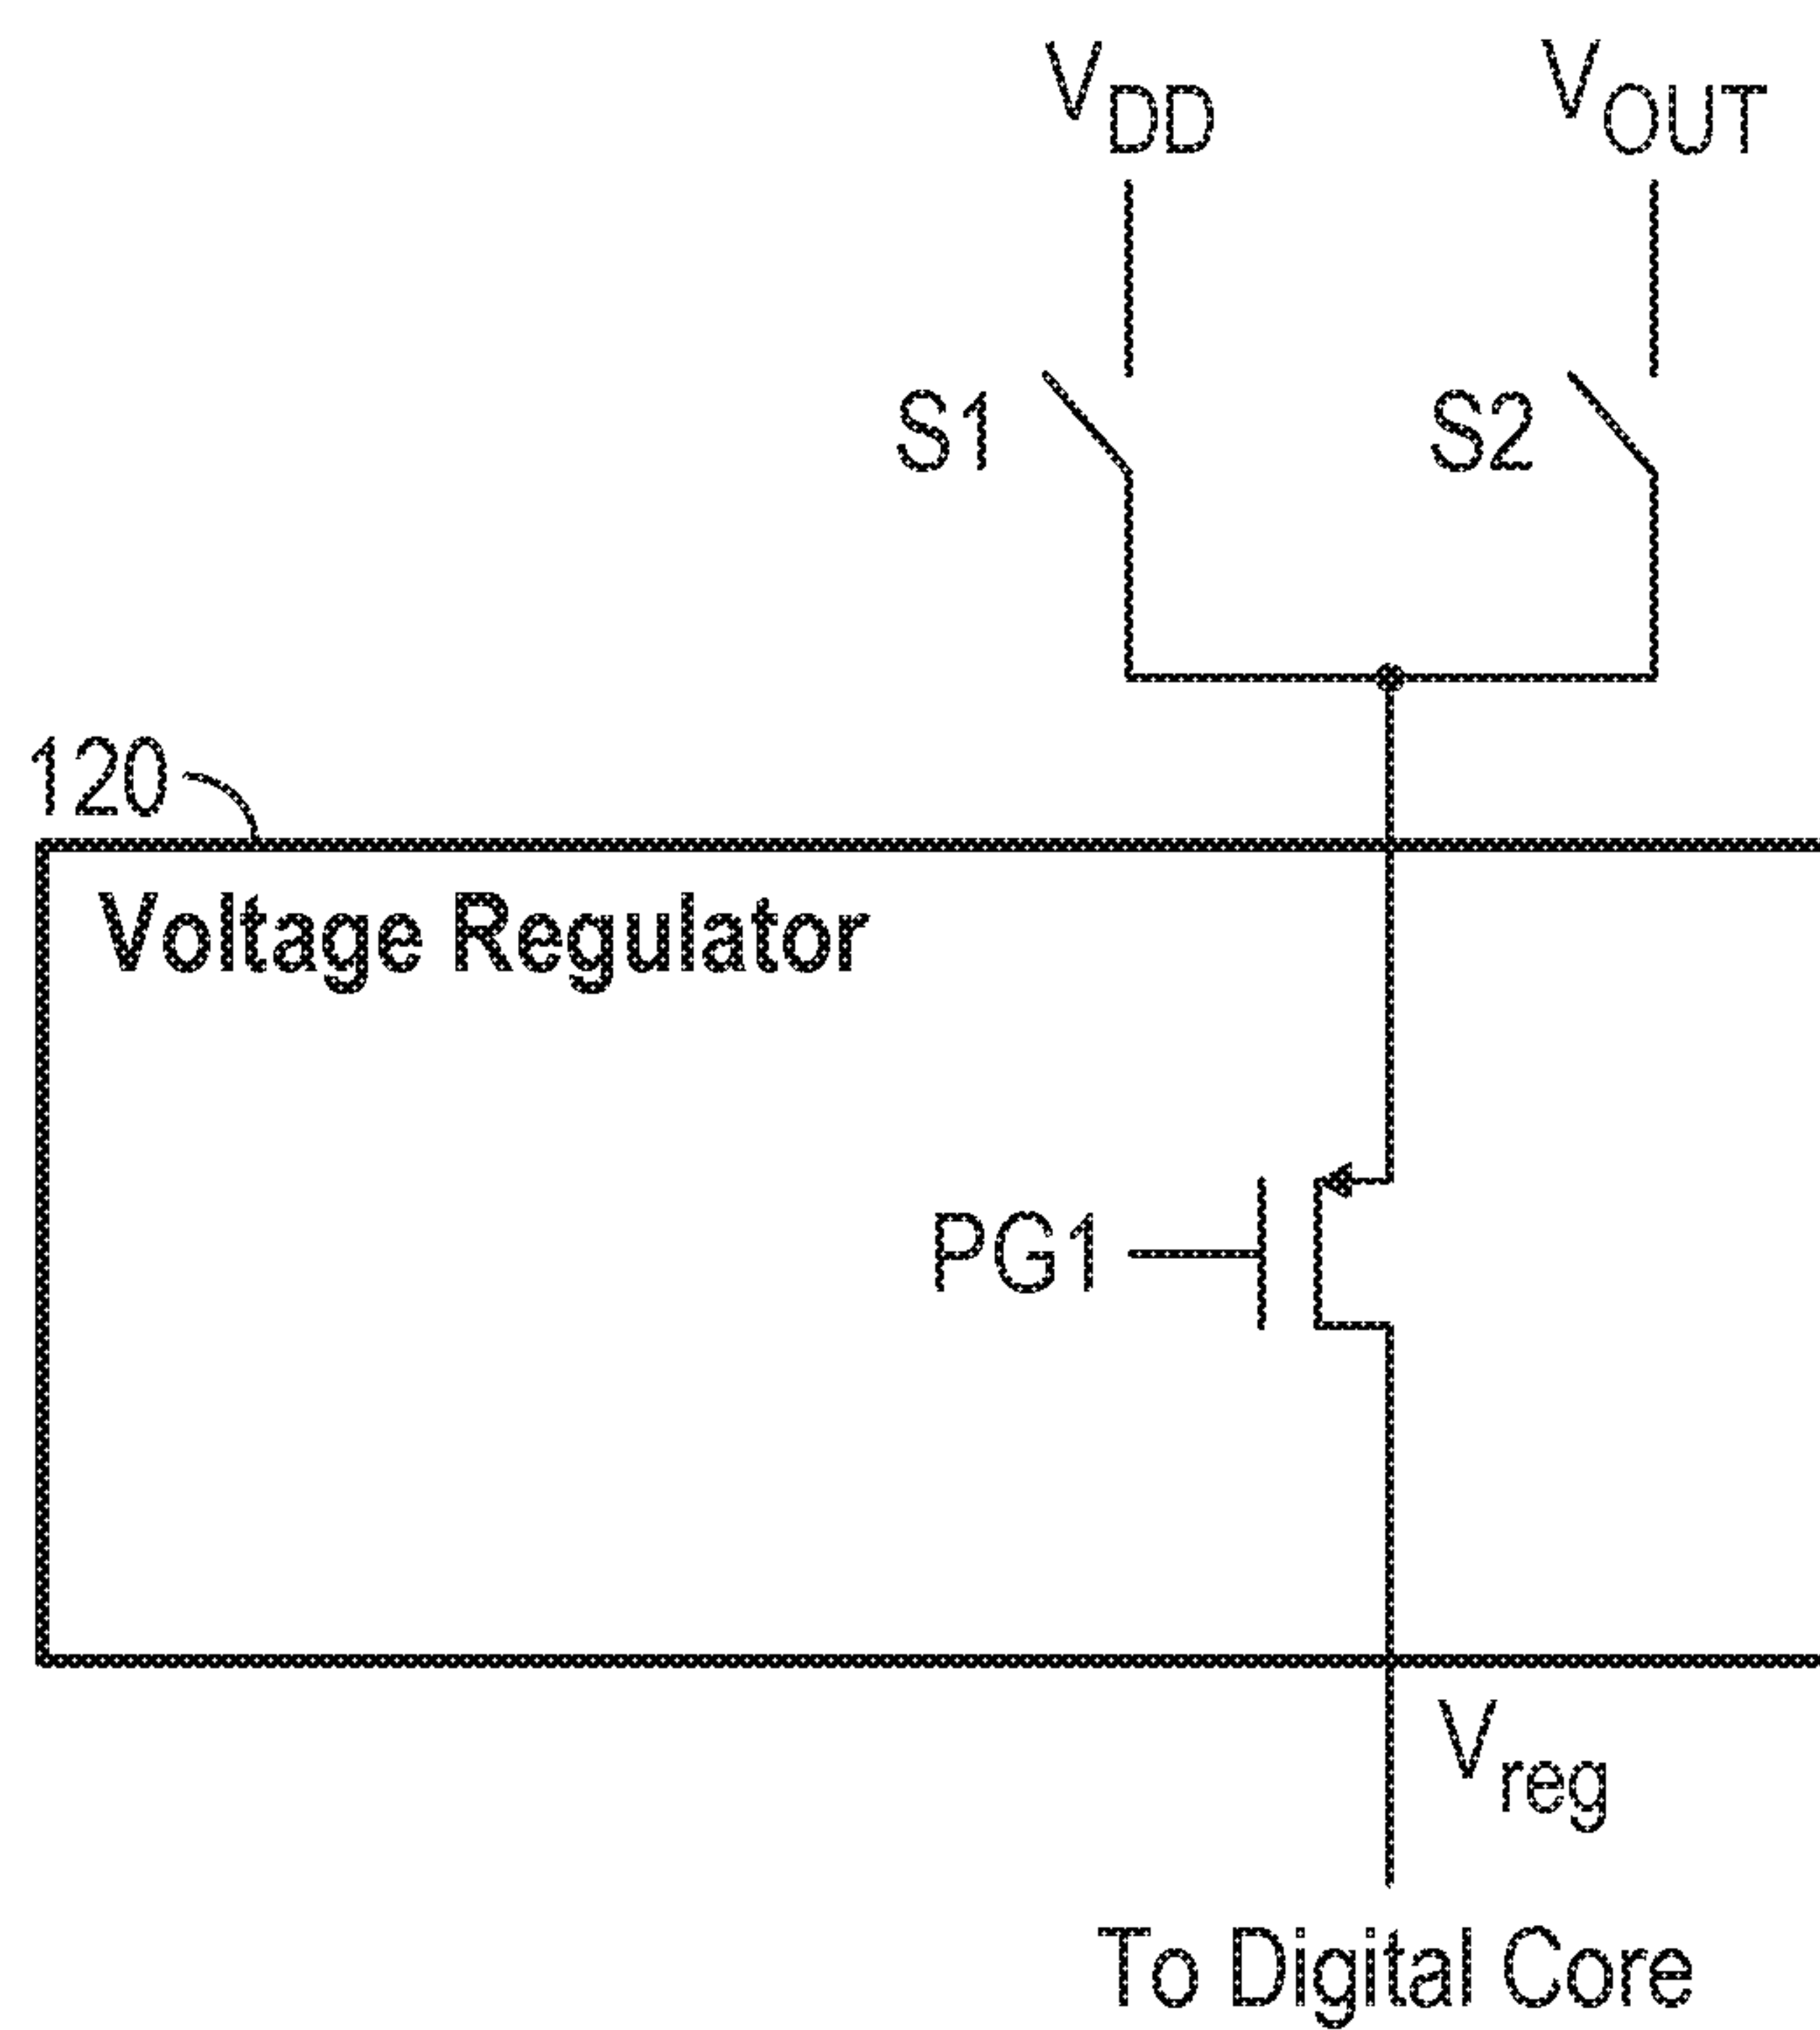 VDD VOUT
S1 S2
120
Voltage Regulator
PG1
Vreg
To Digital Core